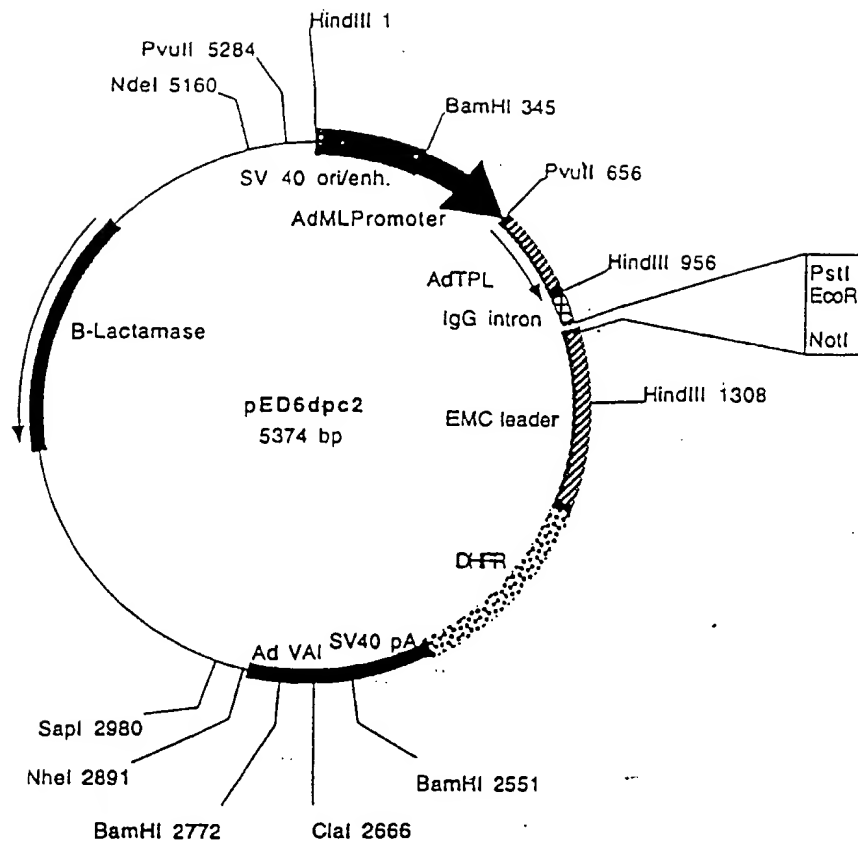 HindIII 1
PvuII 5284
NdeI 5160
BamHI 345
SV 40 ori/enh.
PvuII 656
AdMLPromoter
HindIII 956
AdTPL
PstI
EcoR
IgG intron
NotI
B-Lactamase
pED6dpc2
5374 bp
EMC leader
HindIII 1308
DHFR
SV40 pA
Ad VAI
SapI 2980
NheI 2891
BamHI 2551
BamHI 2772
ClaI 2666